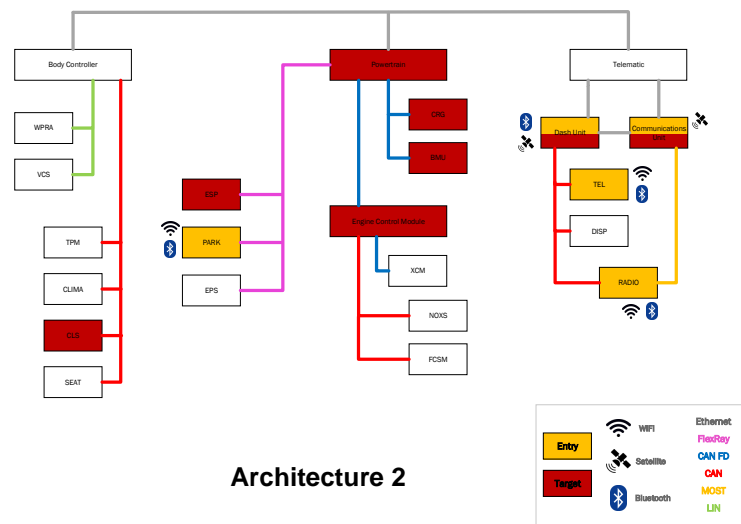 Body Controller
Powertrain
Telematic
WPRA
VCS
CHG
BMU
Dash Unit
Communications
Unit
ESP
TEL
TPM
PARK
Engine Control Module
DISP
CLIMA
EPS
XCM
RADIO
CLS
NOXS
SEAT
FCSM
Architecture 2
Entry
Target
WiFi
Satellite
Bluetooth
Ethernet
FlexRay
CAN FD
CAN
MOST
LIN